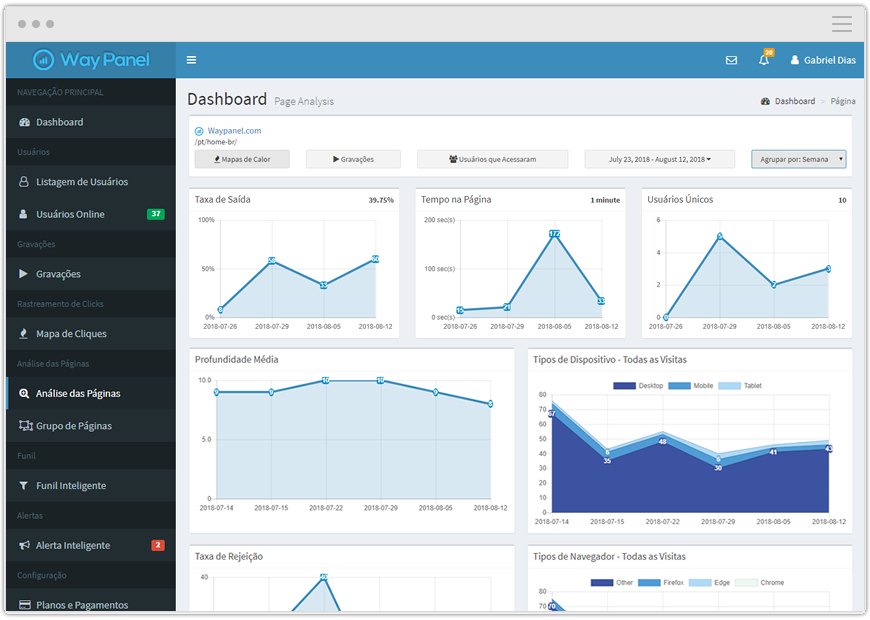 Way Panel
20
Gabriel Dias
NAVEGAÇÃO PRINCIPAL
Dashboard
Usuários
Listagem de Usuários
Usuários Online 37
Gravações
Gravações
Rastreamento de Clicks
Mapa de Cliques
Análise das Páginas
Análise das Páginas
Grupo de Páginas
Funil
Funil Inteligente
Alertas
Alerta Inteligente 2
Configuração
Planos e Pagamentos
Dashboard Page Analysis
Dashboard > Página
Waypanel.com
/pt/home-br/
Mapas de Calor
Gravações
Usuários que Acessaram
July 23, 2018 - August 12, 2018
Agrupar por: Semana
Taxa de Saída 39.75%
100%
50%
0%
8
58
33
60
2018-07-26 2018-07-29 2018-08-05 2018-08-12
Tempo na Página 1 minute
200 sec(s)
100 sec(s)
0 sec(s)
15
21
172
33
2018-07-26 2018-07-29 2018-08-05 2018-08-12
Usuários Únicos 10
6
4
2
0
0
5
2
3
2018-07-26 2018-07-29 2018-08-05 2018-08-12
Profundidade Média
10.0
5.0
0
9
9
10
10
9
8
2018-07-14 2018-07-15 2018-07-22 2018-07-29 2018-08-05 2018-08-12
Tipos de Dispositivo - Todas as Visitas
Desktop Mobile Tablet
80
70
60
50
40
30
20
10
0
67
35
48
30
41
43
6
6
2018-07-14 2018-07-15 2018-07-22 2018-07-29 2018-08-05 2018-08-12
Taxa de Rejeição
40
40
Tipos de Navegador - Todas as Visitas
Other Firefox Edge Chrome
80
70
70